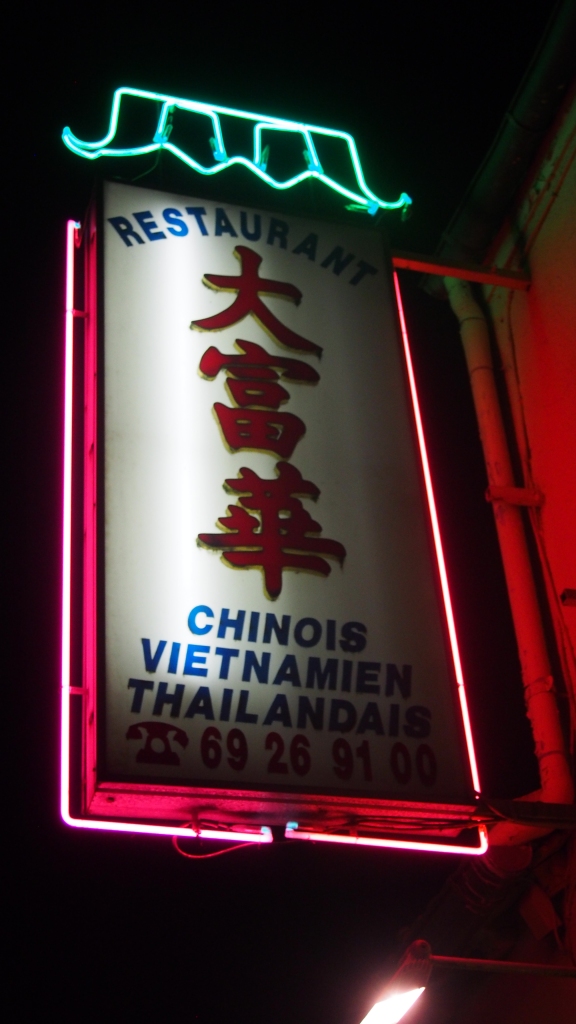 RESTAURANT
大富華
CHINOIS
VIETNAMIEN
THAILANDAIS
69 26 91 00